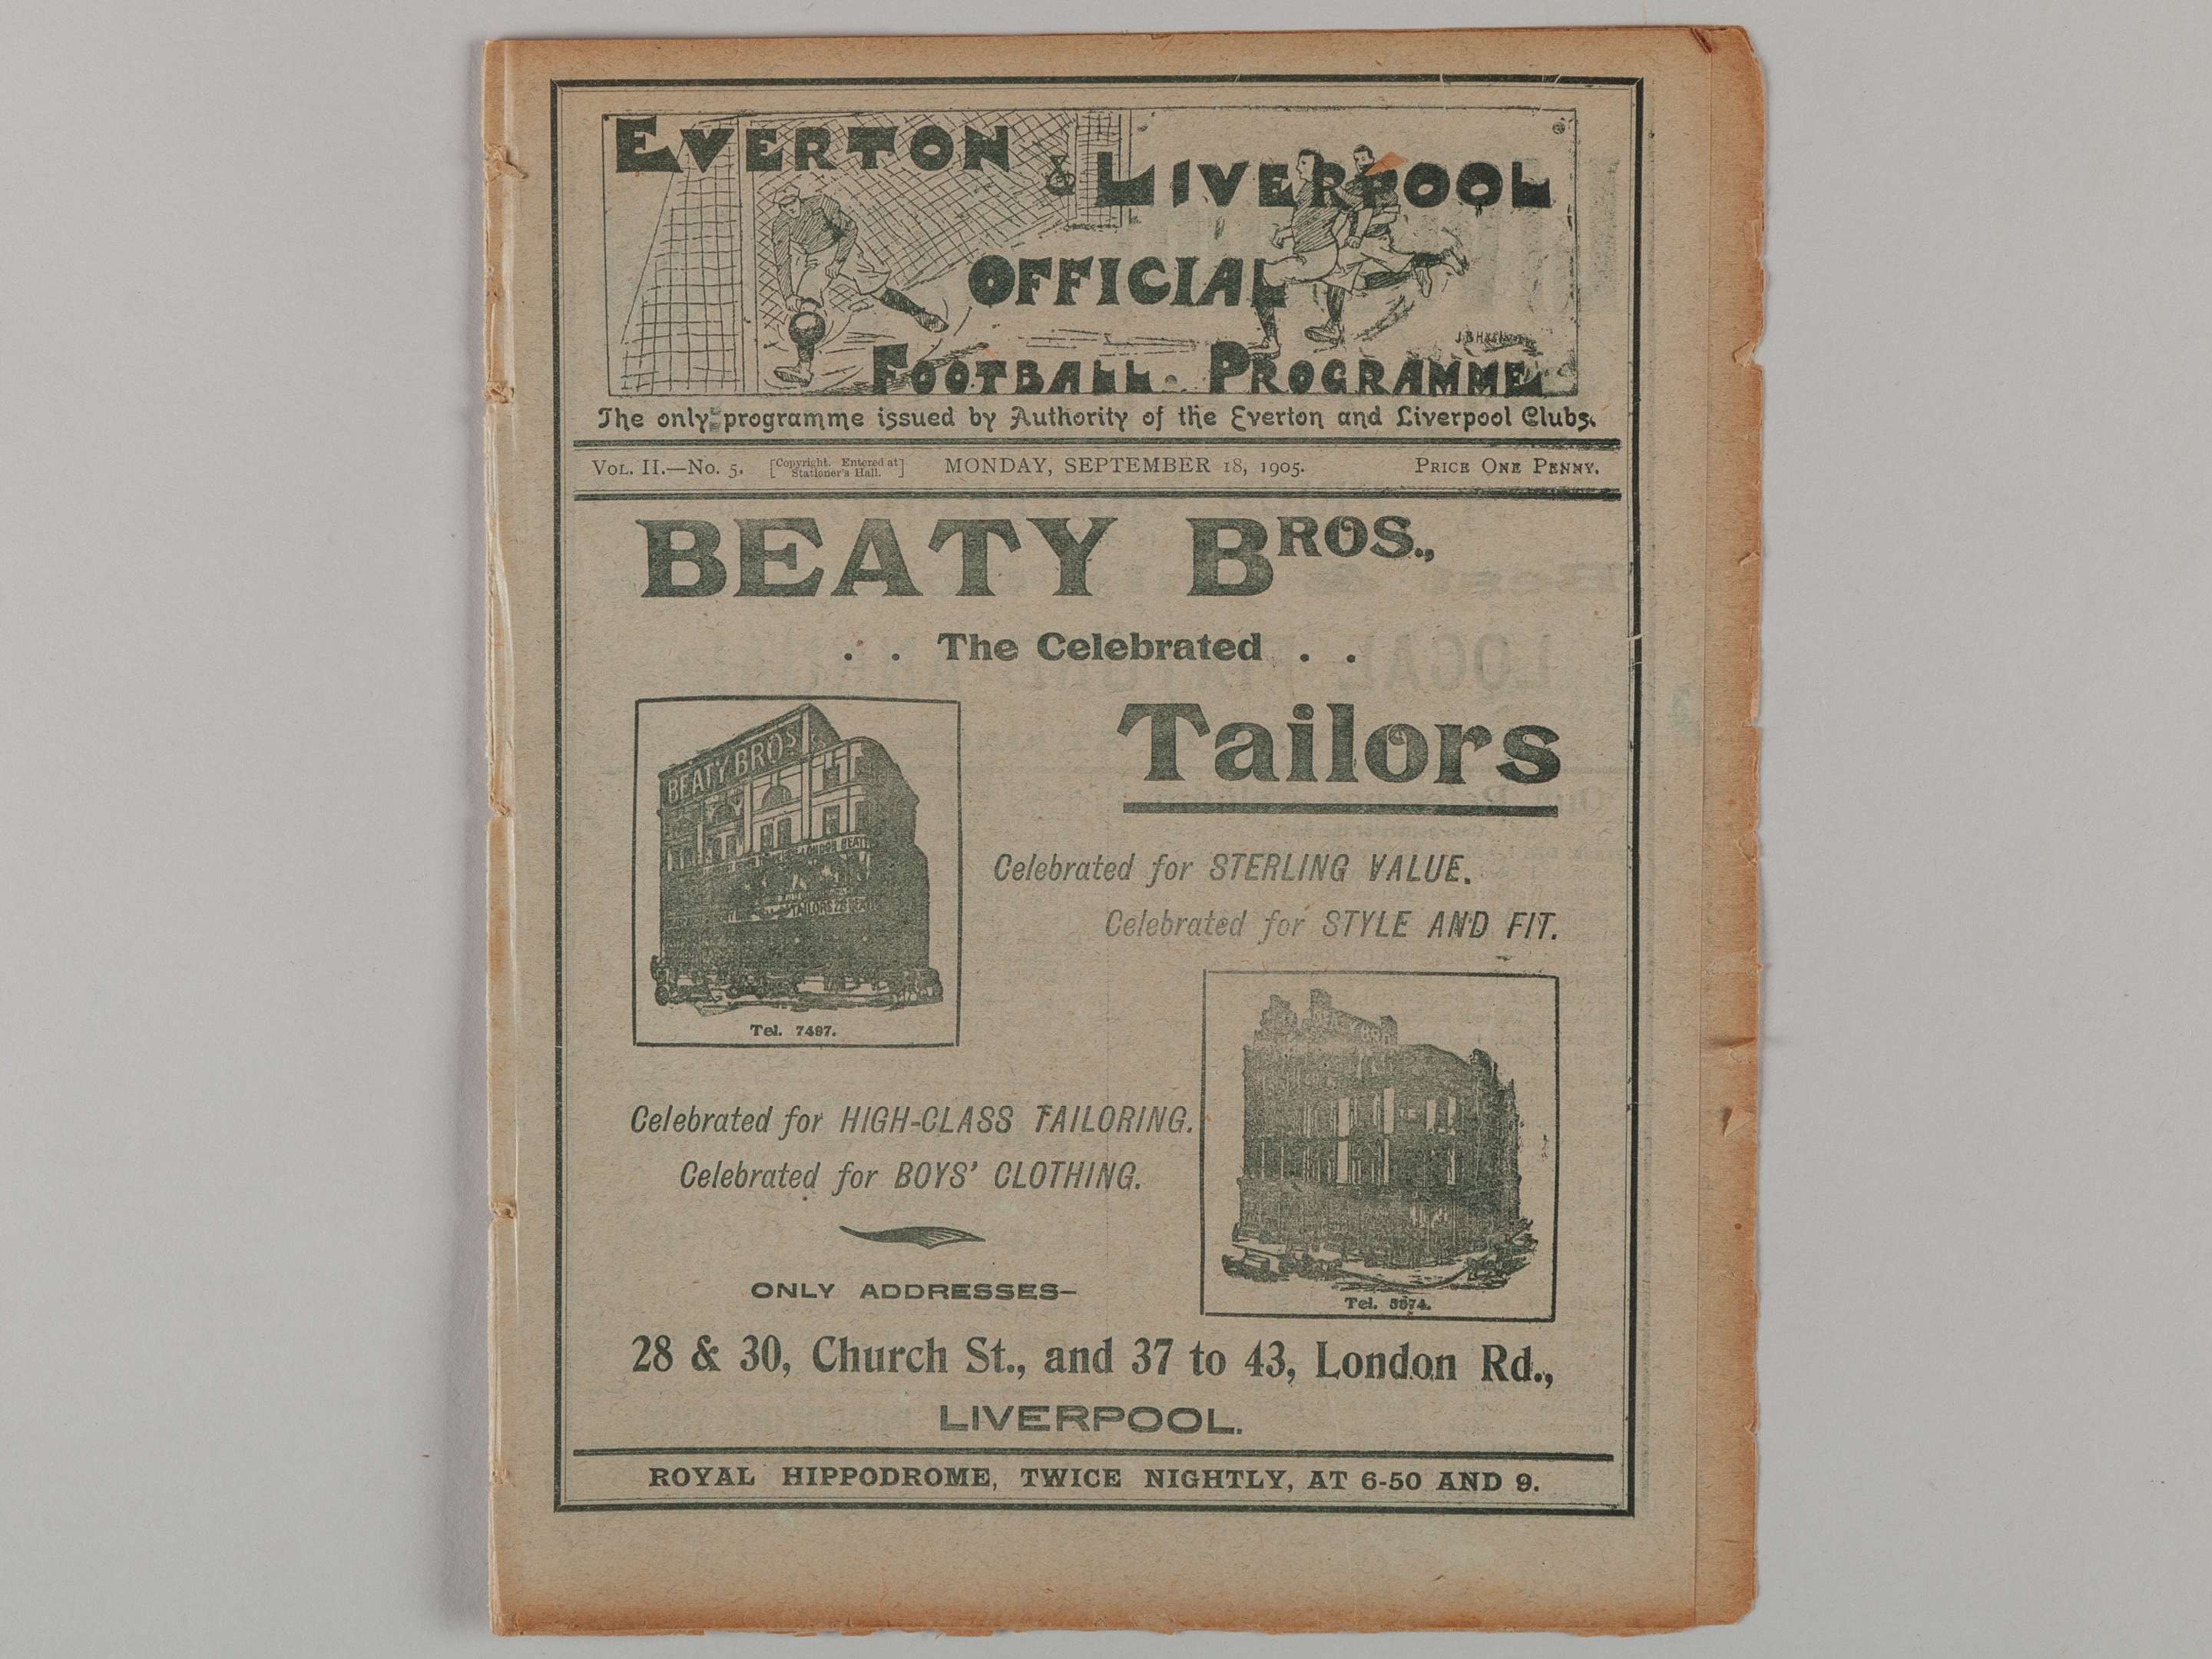 EVERTON & LIVERPOOL
OFFICIAL
FOOTBALL PROGRAMME
The only programme issued by Authority of the Everton and Liverpool Clubs.
VOL. II.—No. 5. [Copyright. Entered at Stationer's Hall.] MONDAY, SEPTEMBER 18, 1905. PRICE ONE PENNY.
BEATY BROS.,
. . The Celebrated . .
Tailors
BEATY BROS
Celebrated for STERLING VALUE.
Celebrated for STYLE AND FIT.
Tel. 7497.
Celebrated for HIGH-CLASS TAILORING.
Celebrated for BOYS' CLOTHING.
ONLY ADDRESSES—
Tel.
28 & 30, Church St., and 37 to 43, London Rd.,
LIVERPOOL.
ROYAL HIPPODROME, TWICE NIGHTLY, AT 6-50 AND 9.